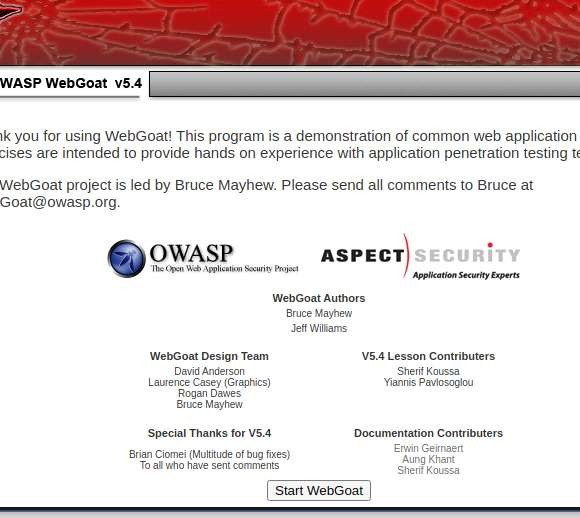 WASP WebGoat v5.4
nk you for using WebGoat! This program is a demonstration of common web application
cises are intended to provide hands on experience with application penetration testing te
WebGoat project is led by Bruce Mayhew. Please send all comments to Bruce at
Goat@owasp.org.
OWASP
The Open Web Application Security Project
ASPECT SECURITY
Application Security Experts
WebGoat Authors
Bruce Mayhew
Jeff Williams
WebGoat Design Team
David Anderson
Laurence Casey (Graphics)
Rogan Dawes
Bruce Mayhew
V5.4 Lesson Contributers
Sherif Koussa
Yiannis Pavlosoglou
Special Thanks for V5.4
Brian Ciomei (Multitude of bug fixes)
To all who have sent comments
Documentation Contributers
Erwin Geirnaert
Aung Khant
Sherif Koussa
Start WebGoat